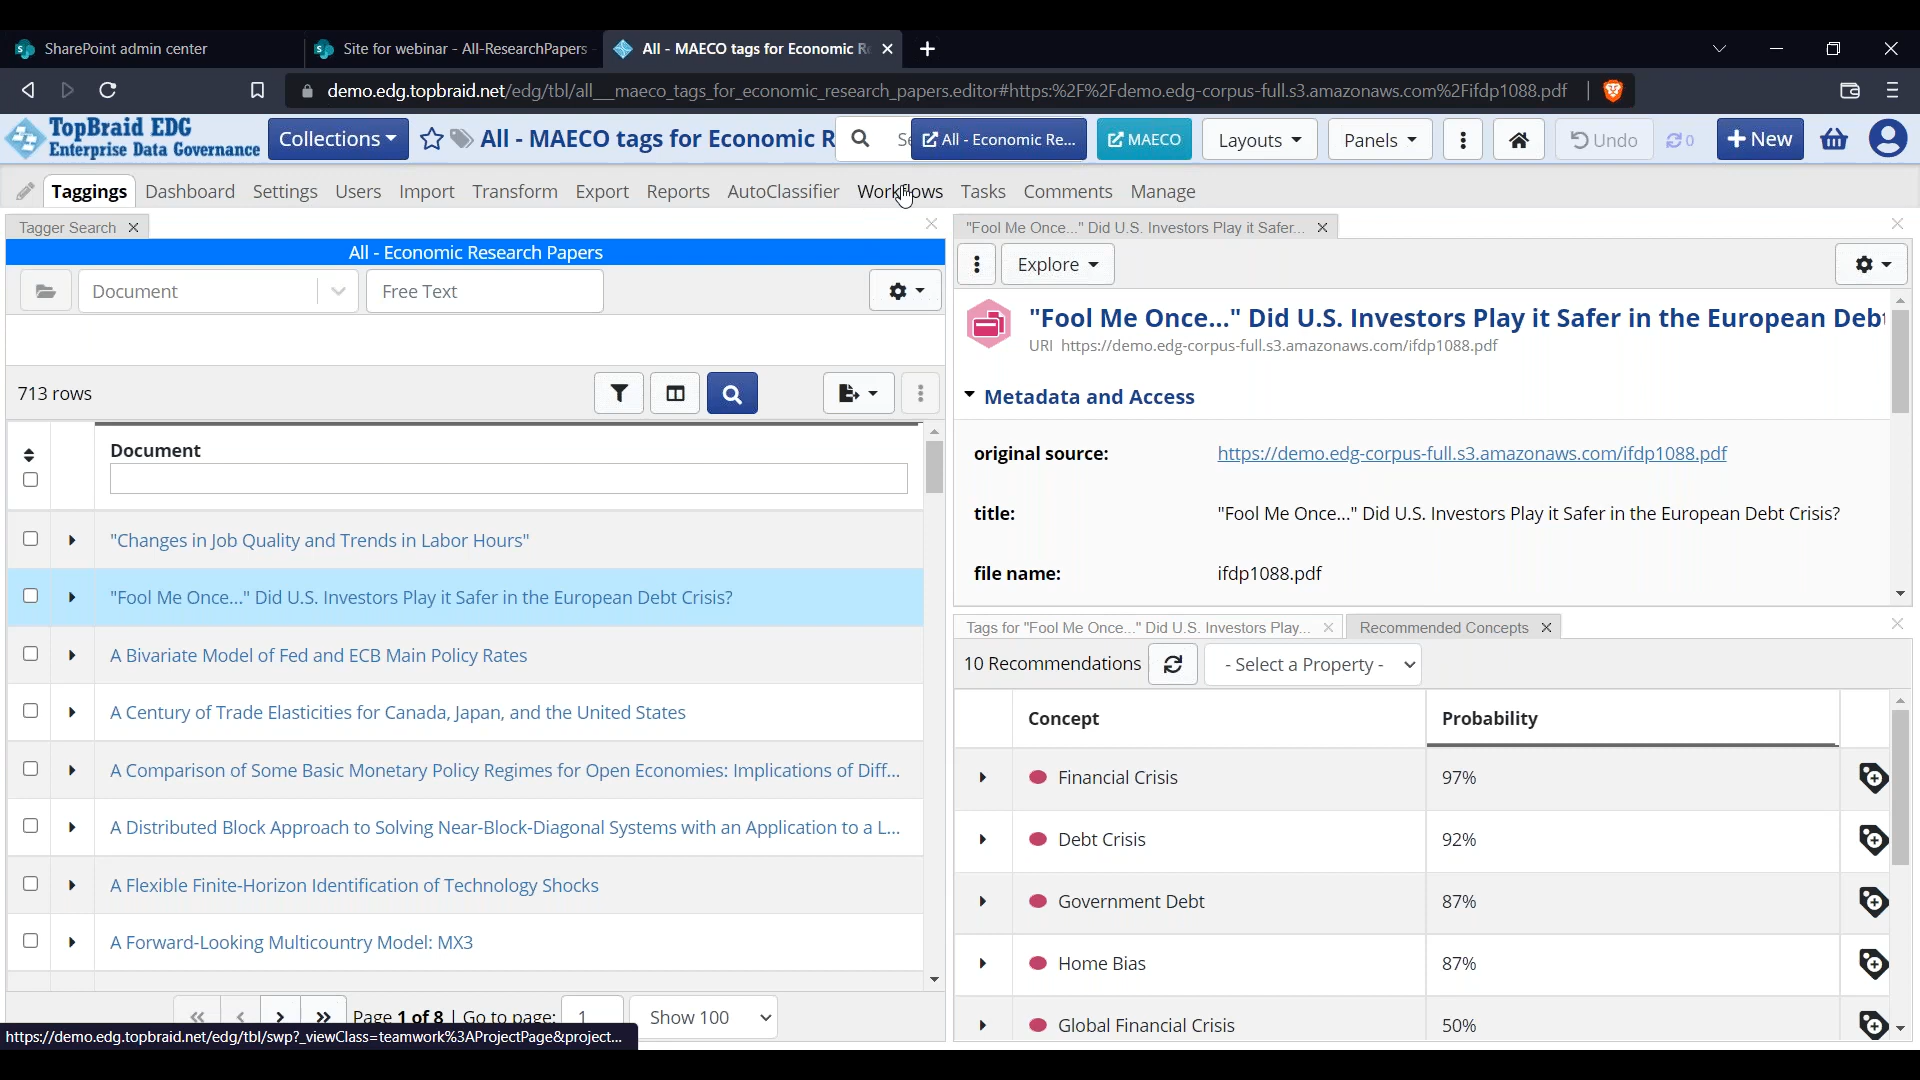 SharePoint admin center
Site for webinar - All-ResearchPapers -
All - MAECO tags for Economic R
demo.edg.topbraid.net/edg/tbl/all__maeco_tags_for_economic_research_papers.editor#https:%2F%2Fdemo.edg-corpus-full.s3.amazonaws.com%2Fifdp1088.pdf
TopBraid EDG
Enterprise Data Governance
Collections
All - MAECO tags for Economic R
Se
All - Economic Re...
MAECO
Layouts
Panels
Undo
0
New
Taggings
Dashboard
Settings
Users
Import
Transform
Export
Reports
AutoClassifier
Workflows
Tasks
Comments
Manage
Tagger Search
All - Economic Research Papers
Document
Free Text
713 rows
Document
"Changes in Job Quality and Trends in Labor Hours"
"Fool Me Once..." Did U.S. Investors Play it Safer in the European Debt Crisis?
A Bivariate Model of Fed and ECB Main Policy Rates
A Century of Trade Elasticities for Canada, Japan, and the United States
A Comparison of Some Basic Monetary Policy Regimes for Open Economies: Implications of Diff...
A Distributed Block Approach to Solving Near-Block-Diagonal Systems with an Application to a L...
A Flexible Finite-Horizon Identification of Technology Shocks
A Forward-Looking Multicountry Model: MX3
Page 1 of 8 | Go to page: 1 Show 100
https://demo.edg.topbraid.net/edg/tbl/swp?_viewClass=teamwork%3AProjectPage&project...
"Fool Me Once..." Did U.S. Investors Play it Safer...
Explore
"Fool Me Once..." Did U.S. Investors Play it Safer in the European Debt
URI https://demo.edg-corpus-full.s3.amazonaws.com/ifdp1088.pdf
Metadata and Access
original source: https://demo.edg-corpus-full.s3.amazonaws.com/ifdp1088.pdf
title: "Fool Me Once..." Did U.S. Investors Play it Safer in the European Debt Crisis?
file name: ifdp1088.pdf
Tags for "Fool Me Once..." Did U.S. Investors Play...
Recommended Concepts
10 Recommendations
- Select a Property -
Concept Probability
Financial Crisis 97%
Debt Crisis 92%
Government Debt 87%
Home Bias 87%
Global Financial Crisis 50%